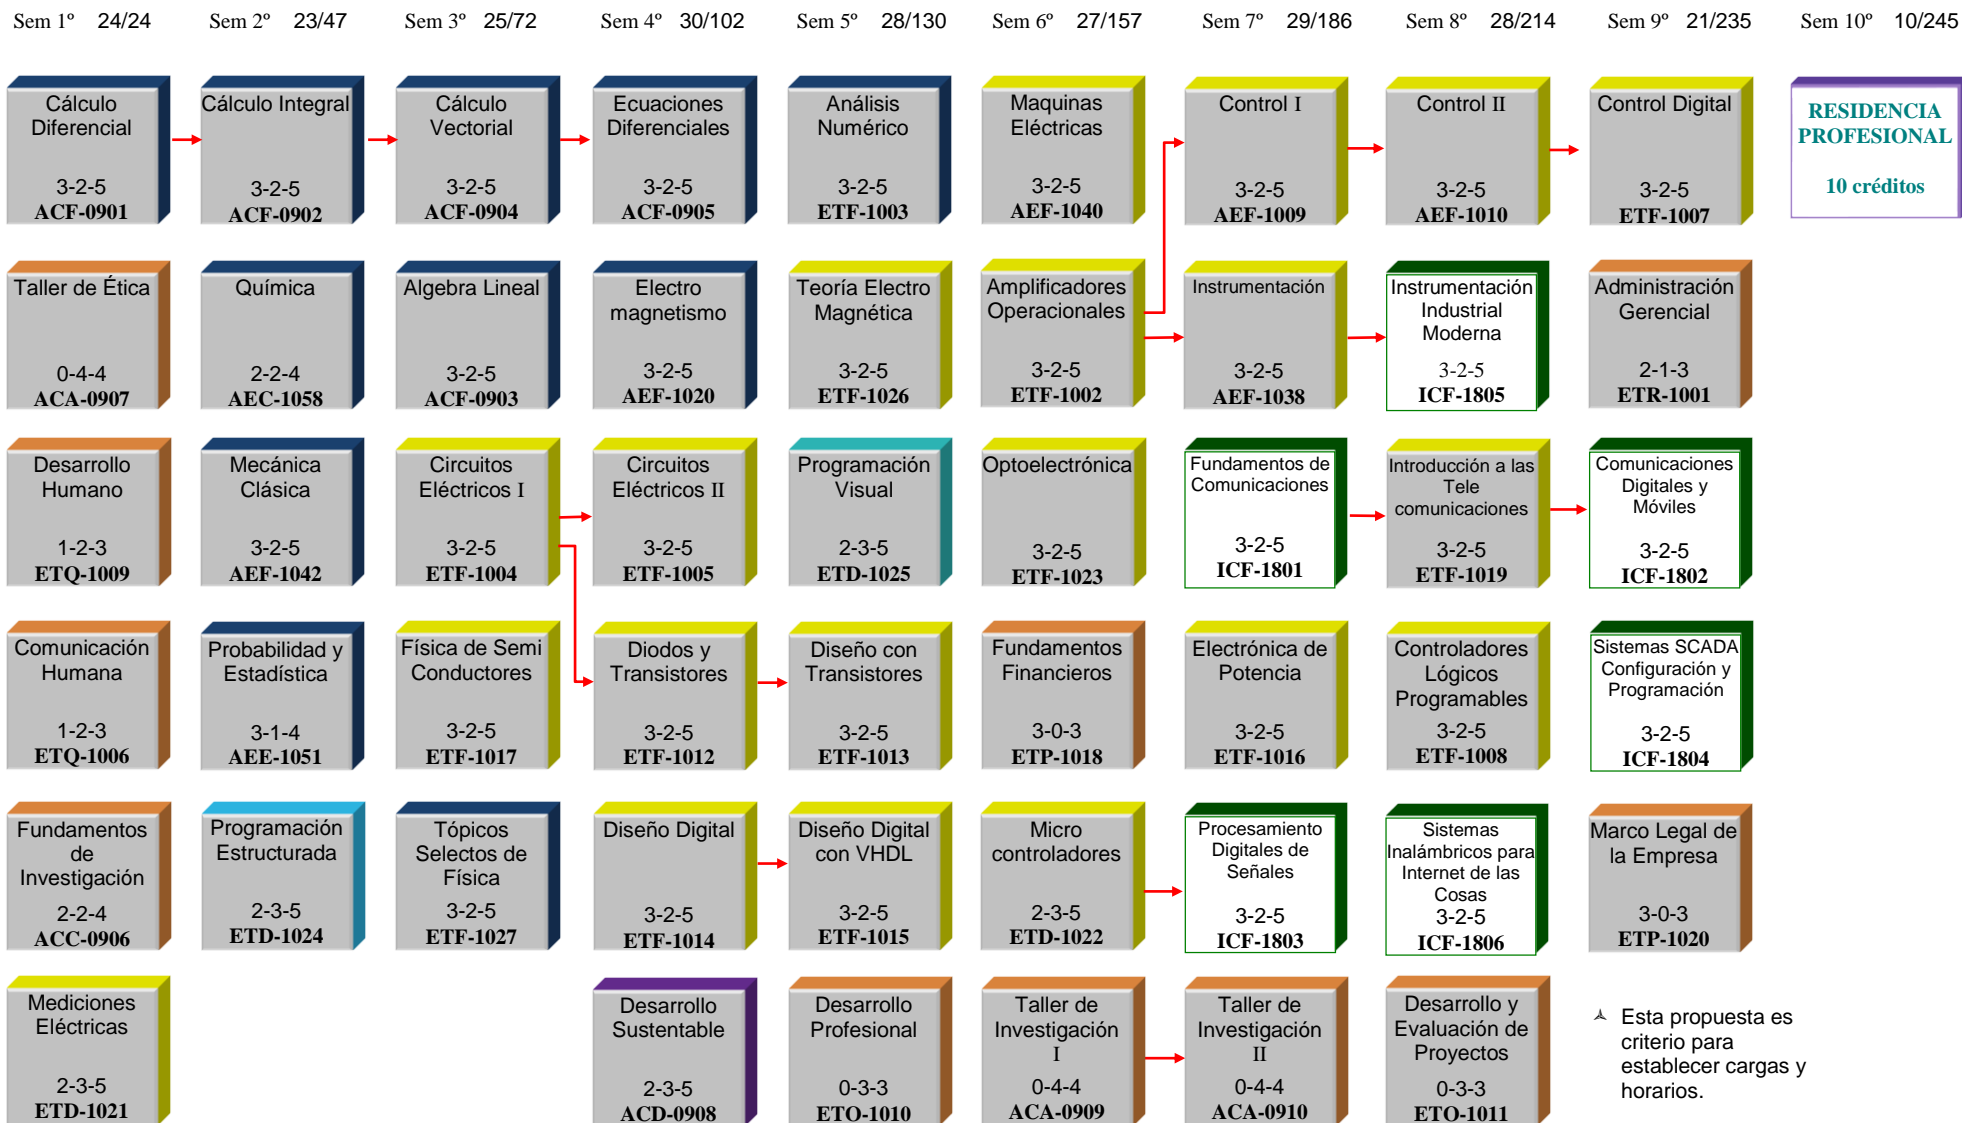 Sem 1º 24/24 Sem 2º 23/47 Sem 3º 25/72 Sem 4º 30/102 Sem 5º 28/130 Sem 6º 27/157 Sem 7º 29/186 Sem 8º 28/214 Sem 9º 21/235 Sem 10º 10/245
Cálculo
Diferencial
3-2-5
ACF-0901
Cálculo Integral
3-2-5
ACF-0902
Cálculo
Vectorial
3-2-5
ACF-0904
Ecuaciones
Diferenciales
3-2-5
ACF-0905
Análisis
Numérico
3-2-5
ETF-1003
Maquinas
Eléctricas
3-2-5
AEF-1040
Control I
3-2-5
AEF-1009
Control II
3-2-5
AEF-1010
Control Digital
3-2-5
ETF-1007
RESIDENCIA
PROFESIONAL
10 créditos
Taller de Ética
0-4-4
ACA-0907
Química
2-2-4
AEC-1058
Algebra Lineal
3-2-5
ACF-0903
Electro
magnetismo
3-2-5
AEF-1020
Teoría Electro
Magnética
3-2-5
ETF-1026
Amplificadores
Operacionales
3-2-5
ETF-1002
Instrumentación
3-2-5
AEF-1038
Instrumentación
Industrial
Moderna
3-2-5
ICF-1805
Administración
Gerencial
2-1-3
ETR-1001
Desarrollo
Humano
1-2-3
ETQ-1009
Mecánica
Clásica
3-2-5
AEF-1042
Circuitos
Eléctricos I
3-2-5
ETF-1004
Circuitos
Eléctricos II
3-2-5
ETF-1005
Programación
Visual
2-3-5
ETD-1025
Optoelectrónica
3-2-5
ETF-1023
Fundamentos de
Comunicaciones
3-2-5
ICF-1801
Introducción a las
Tele
comunicaciones
3-2-5
ETF-1019
Comunicaciones
Digitales y
Móviles
3-2-5
ICF-1802
Comunicación
Humana
1-2-3
ETQ-1006
Probabilidad y
Estadística
3-1-4
AEE-1051
Física de Semi
Conductores
3-2-5
ETF-1017
Diodos y
Transistores
3-2-5
ETF-1012
Diseño con
Transistores
3-2-5
ETF-1013
Fundamentos
Financieros
3-0-3
ETP-1018
Electrónica de
Potencia
3-2-5
ETF-1016
Controladores
Lógicos
Programables
3-2-5
ETF-1008
Sistemas SCADA
Configuración y
Programación
3-2-5
ICF-1804
Fundamentos
de
Investigación
2-2-4
ACC-0906
Programación
Estructurada
2-3-5
ETD-1024
Tópicos
Selectos de
Física
3-2-5
ETF-1027
Diseño Digital
3-2-5
ETF-1014
Diseño Digital
con VHDL
3-2-5
ETF-1015
Micro
controladores
2-3-5
ETD-1022
Procesamiento
Digitales de
Señales
3-2-5
ICF-1803
Sistemas
Inalámbricos para
Internet de las
Cosas
3-2-5
ICF-1806
Marco Legal de
la Empresa
3-0-3
ETP-1020
Mediciones
Eléctricas
2-3-5
ETD-1021
Desarrollo
Sustentable
2-3-5
ACD-0908
Desarrollo
Profesional
0-3-3
ETO-1010
Taller de
Investigación
I
0-4-4
ACA-0909
Taller de
Investigación
II
0-4-4
ACA-0910
Desarrollo y
Evaluación de
Proyectos
0-3-3
ETO-1011
Esta propuesta es
criterio para
establecer cargas y
horarios.